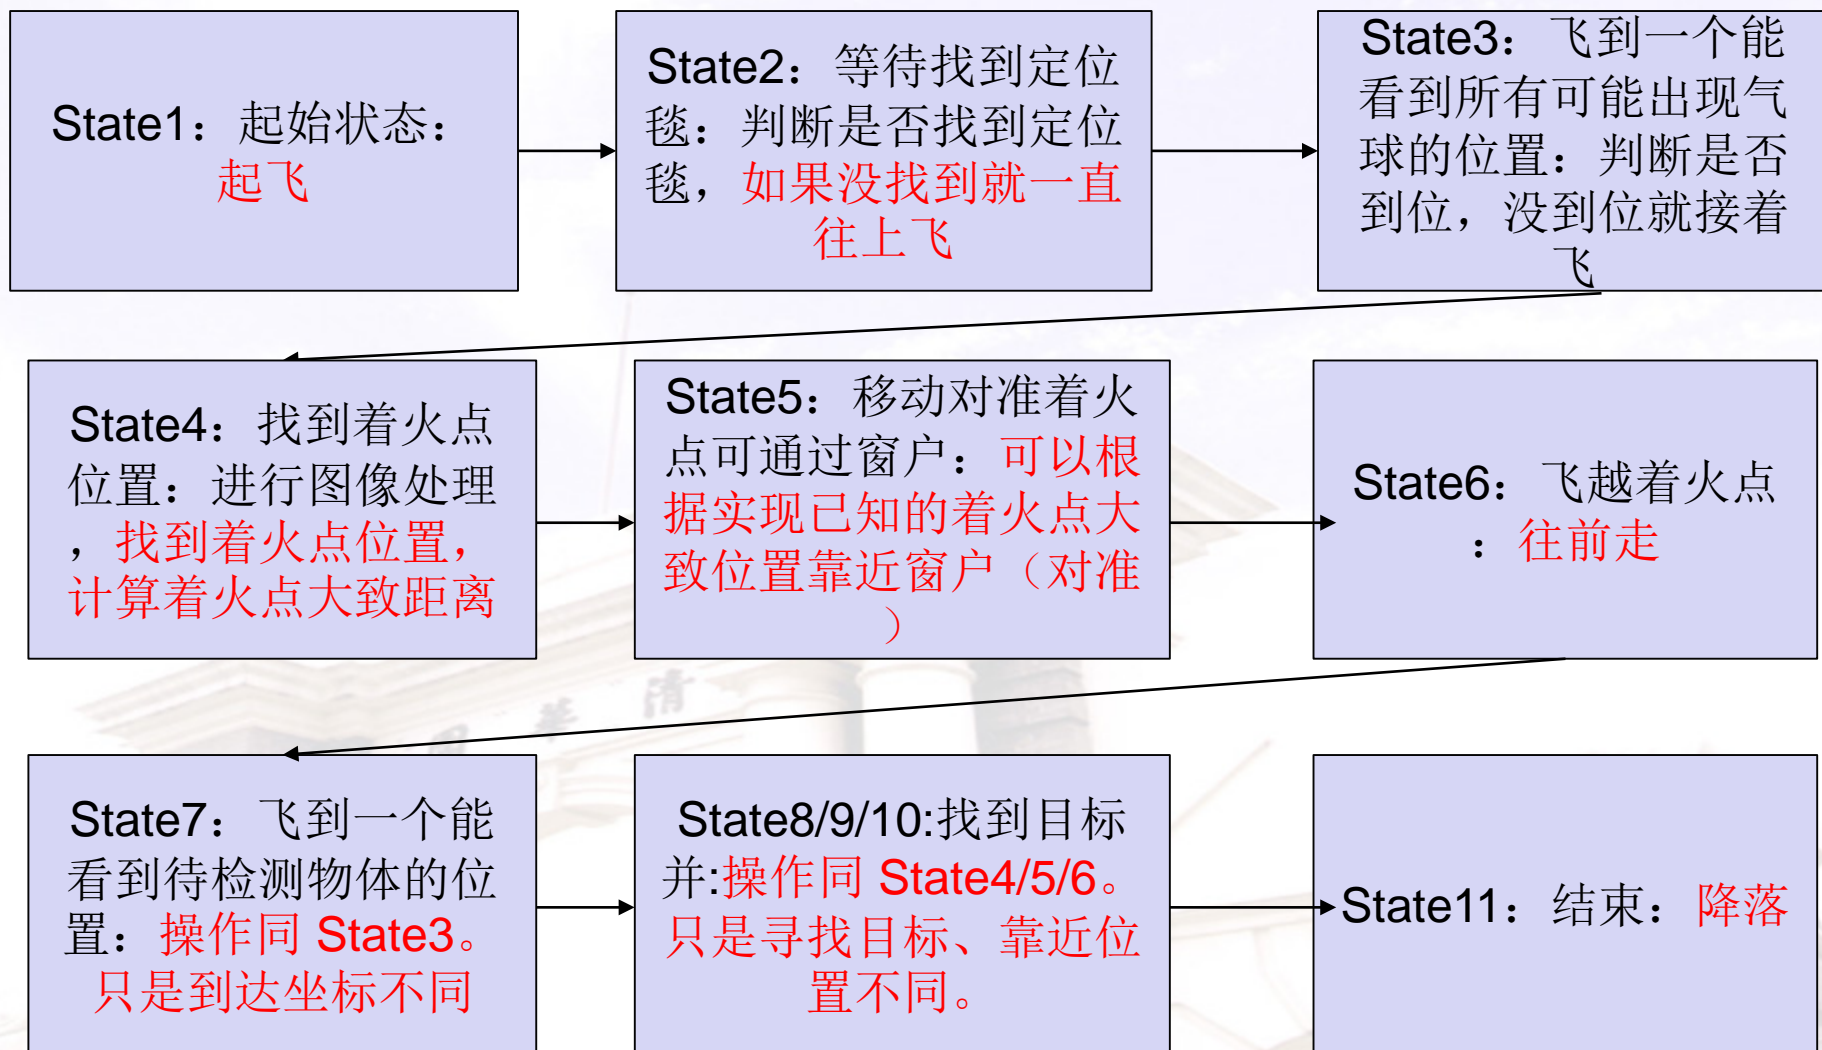 State1：起始状态：
起飞
State2：等待找到定位
毯：判断是否找到定位
毯，如果没找到就一直
往上飞
State3：飞到一个能
看到所有可能出现气
球的位置：判断是否
到位，没到位就接着
飞
State4：找到着火点
位置：进行图像处理
，找到着火点位置，
计算着火点大致距离
State5：移动对准着火
点可通过窗户：可以根
据实现已知的着火点大
致位置靠近窗户（对准
）
State6：飞越着火点
：往前走
清
华
园
State7：飞到一个能
看到待检测物体的位
置：操作同 State3。
只是到达坐标不同
State8/9/10:找到目标
并:操作同 State4/5/6。
只是寻找目标、靠近位
置不同。
State11：结束：降落